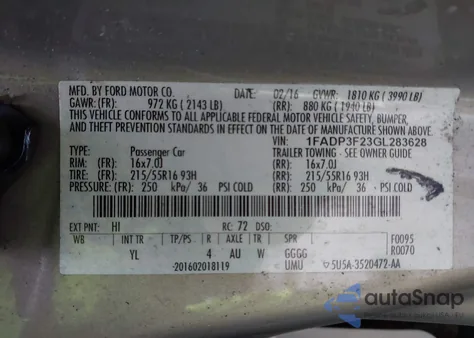 MFD. BY FORD MOTOR CO. DATE: 02/16 GVWR: 1810 KG (3990 LB)
GAWR: (FR): 972 KG (2143 LB) (RR): 880 KG (1940 LB)
THIS VEHICLE CONFORMS TO ALL APPLICABLE FEDERAL MOTOR VEHICLE SAFETY, BUMPER,
AND THEFT PREVENTION STANDARDS IN EFFECT ON THE DATE OF MANUFACTURE SHOWN ABOVE.
VIN: 1FADP3F23GL283628
TYPE: Passenger Car TRAILER TOWING - SEE OWNER GUIDE
RIM: (FR) 16x7.0J (RR): 16x7.0J
TIRE: (FR): 215/55R16 93H (RR): 215/55R16 93H
PRESSURE: (FR): 250 kPa/ 36 PSI COLD (RR): 250 kPa/ 36 PSI COLD
EXT PNT: HI RC: 72 DSO:
WB INT TR TP/PS R AXLE TR SPR F0095
YL 4 AU W GGGG R0070
201602018119 UMU 5U5A-3520472-AA
autoSnap
www.autosnap.pro